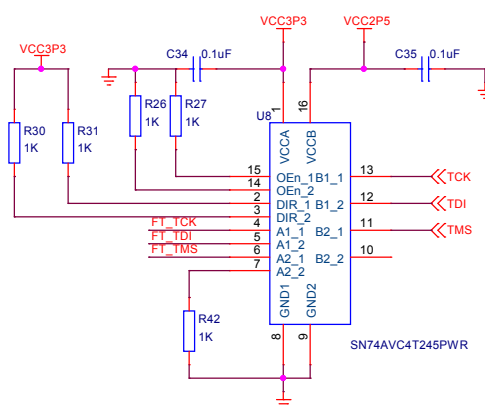 VCC3P3
VCC2P5
VCC3P3
C34
0.1uF
C35
0.1uF
R30
1K
R31
1K
R26
1K
R27
1K
U8
1
16
VCCA
VCCB
15
OEn_1
B1_1
13
TCK
14
OEn_2
2
DIR_1
B1_2
12
TDI
3
DIR_2
FT_TCK
4
A1_1
B2_1
11
TMS
FT_TDI
5
A1_2
FT_TMS
6
A2_1
B2_2
10
7
A2_2
GND1
GND2
R42
1K
8
9
SN74AVC4T245PWR